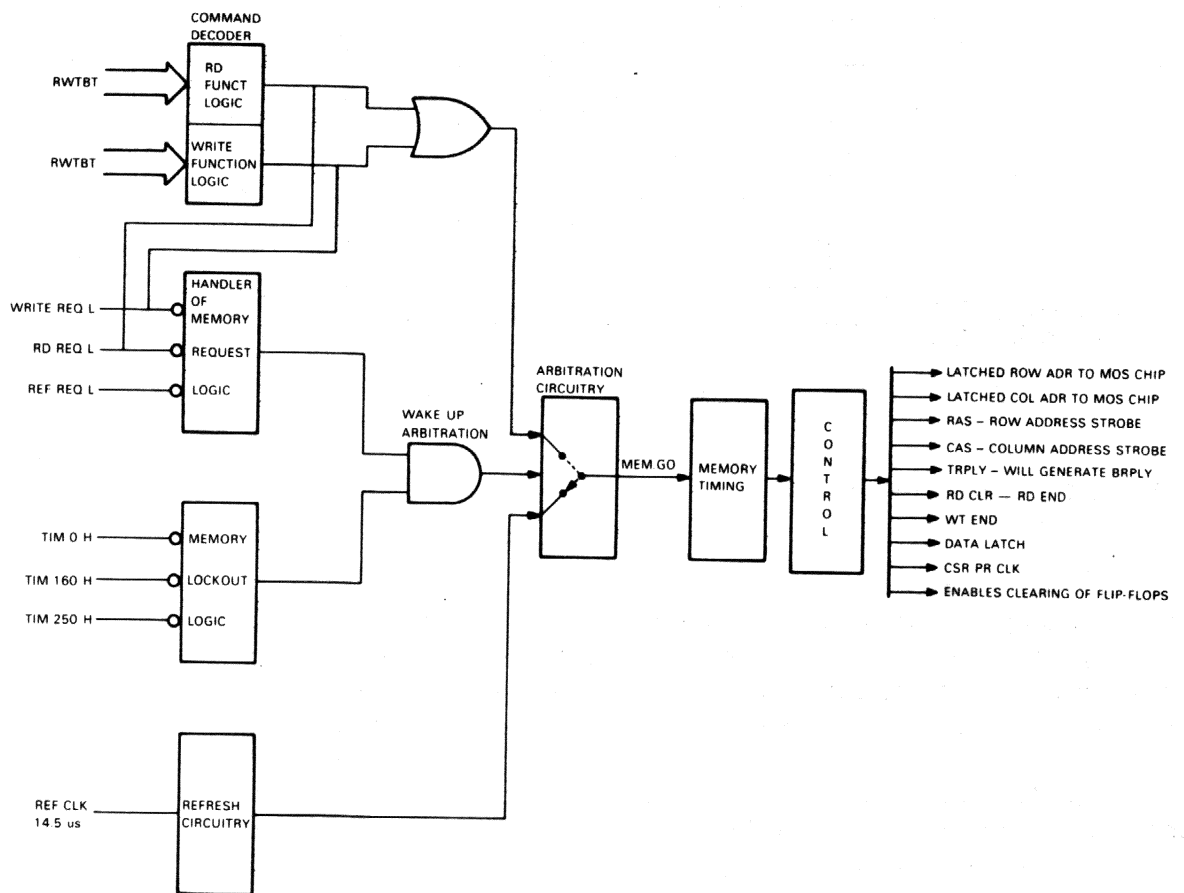 COMMAND
DECODER
RWTBT
RD
FUNCT
LOGIC
RWTBT
WRITE
FUNCTION
LOGIC
WRITE REQ L
RD REQ L
REF REQ L
HANDLER
OF
MEMORY
REQUEST
LOGIC
WAKE UP
ARBITRATION
TIM 0 H
TIM 160 H
TIM 250 H
MEMORY
LOCKOUT
LOGIC
REF CLK
14.5 us
REFRESH
CIRCUITRY
ARBITRATION
CIRCUITRY
MEM GO
MEMORY
TIMING
CONTROL
LATCHED ROW ADR TO MOS CHIP
LATCHED COL ADR TO MOS CHIP
RAS – ROW ADDRESS STROBE
CAS – COLUMN ADDRESS STROBE
TRPLY – WILL GENERATE BRPLY
RD CLR — RD END
WT END
DATA LATCH
CSR PR CLK
ENABLES CLEARING OF FLIP-FLOPS